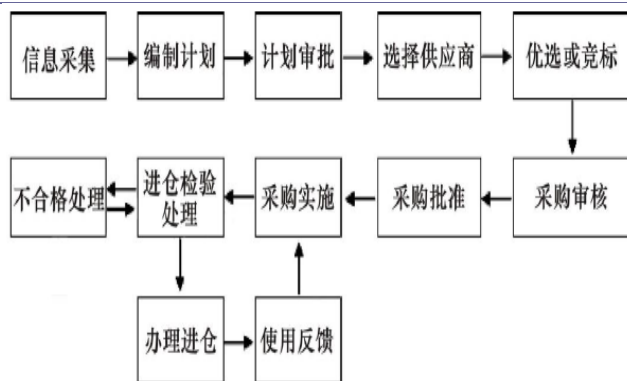 信息采集
编制计划
计划审批
选择供应商
优选或竞标
不合格处理
进仓检验
处理
采购实施
采购批准
采购审核
办理进仓
使用反馈